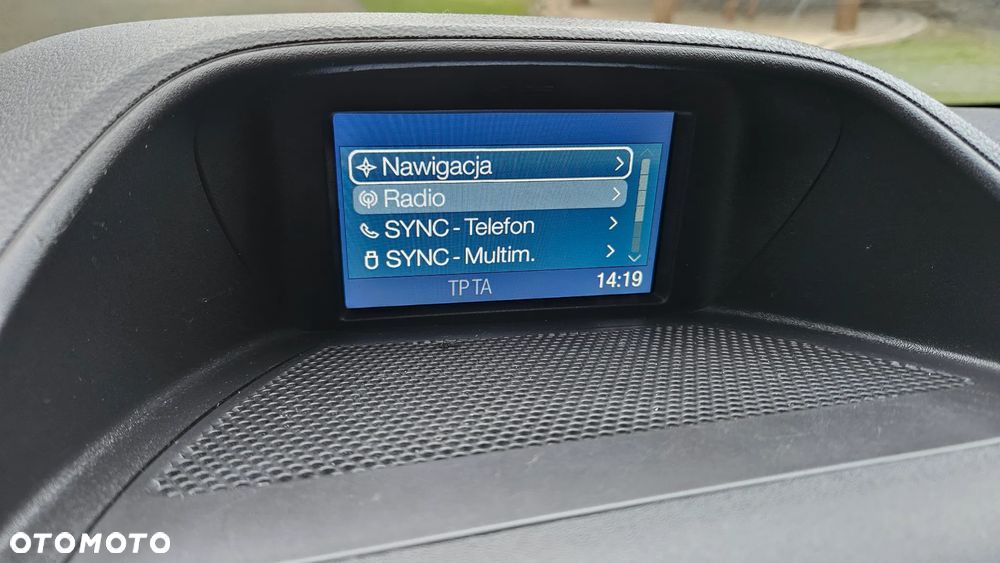 Nawigacja
Radio
SYNC - Telefon
SYNC - Multim.
TP TA 14:19
OTOMOTO